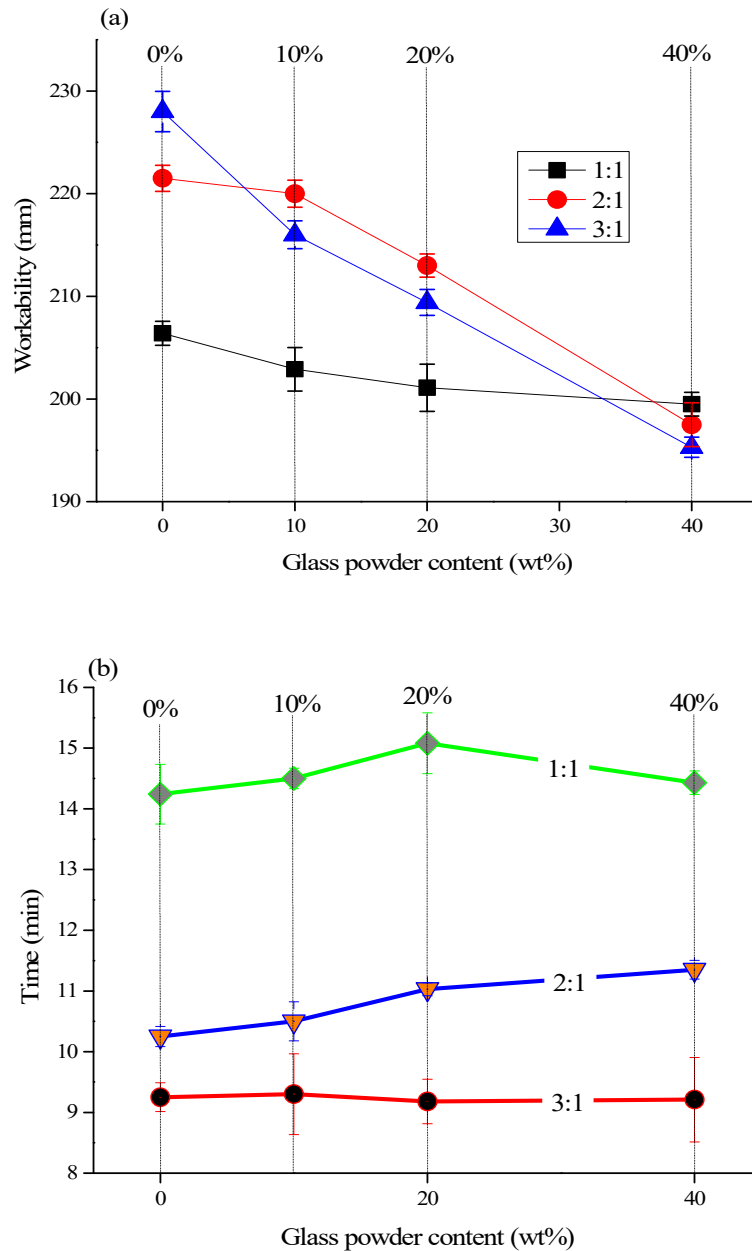 (a)
0% 10% 20% 40%
230
220
210
200
190
Workability (mm)
1:1
2:1
3:1
0 10 20 30 40
Glass powder content (wt%)
(b)
0% 10% 20% 40%
16
15
14
13
12
11
10
9
8
Time (min)
1:1
2:1
3:1
0 20 40
Glass powder content (wt%)